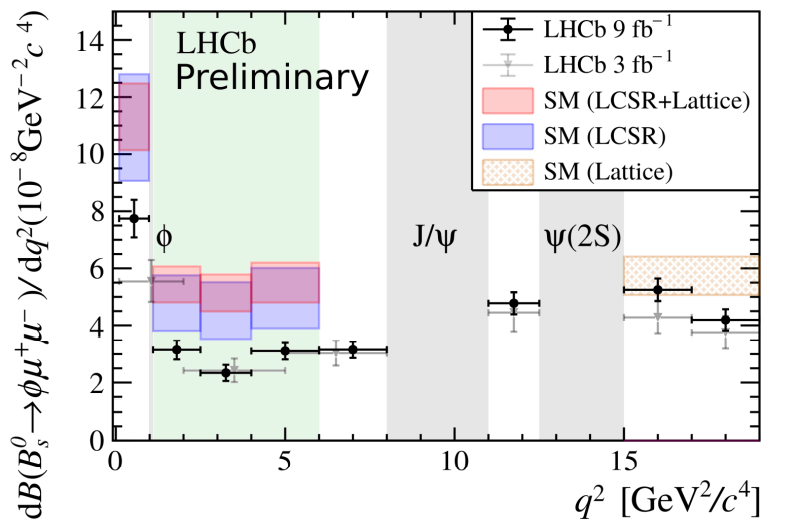 dB(B⁰ₛ→ϕμ⁺μ⁻)/dq²(10⁻⁸GeV⁻²c⁴)
14
12
10
8
6
4
2
0
LHCb
Preliminary
LHCb 9 fb⁻¹
LHCb 3 fb⁻¹
SM (LCSR+Lattice)
SM (LCSR)
SM (Lattice)
ϕ
J/ψ
ψ(2S)
0 5 10 15
q² [GeV²/c⁴]